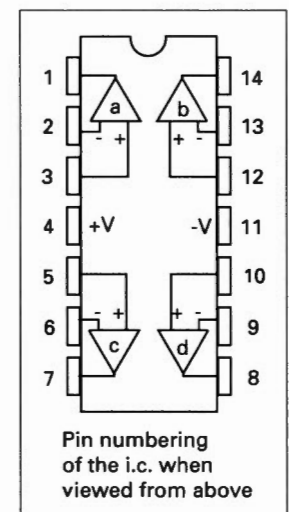 1 14
a b
2 - + + - 13
3 12
4 +V -V 11
5 10
6 - + + - 9
c d
7 8
Pin numbering
of the i.c. when
viewed from above